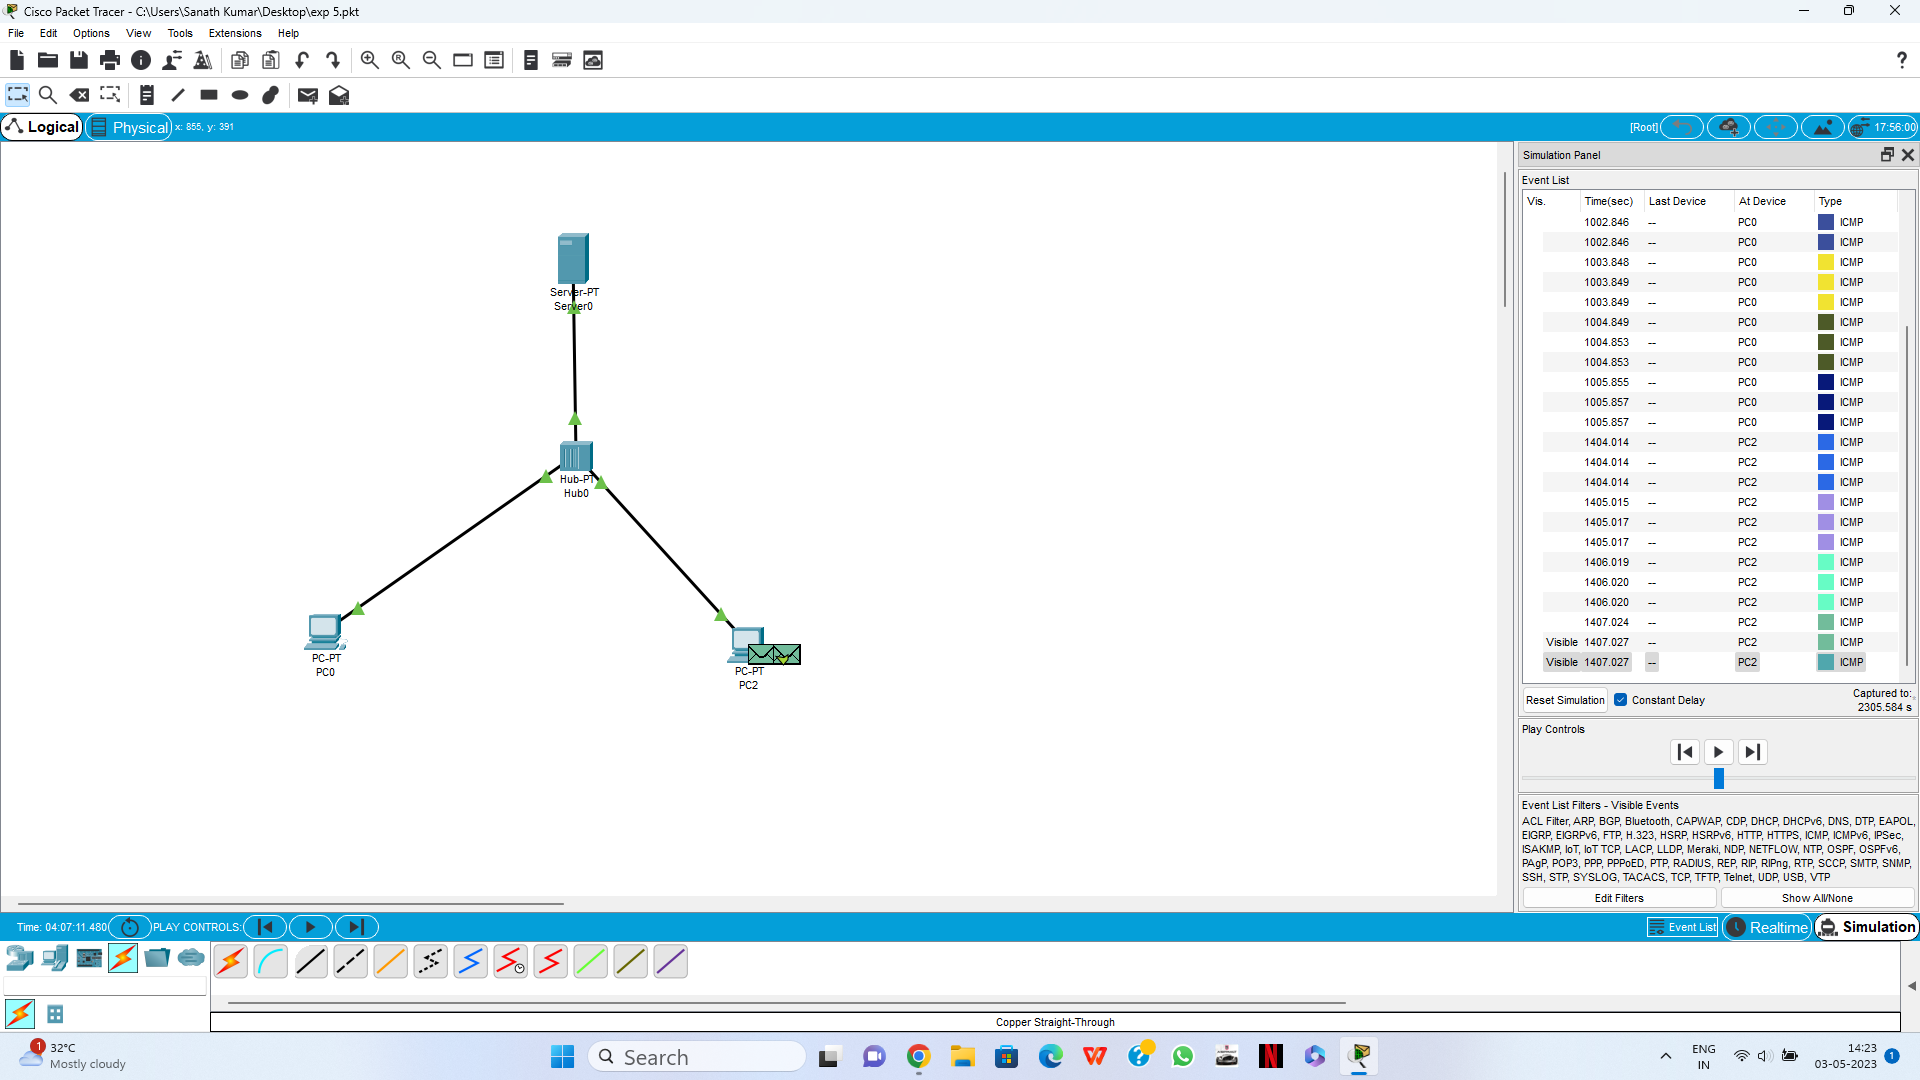 Cisco Packet Tracer - C:\Users\Sanath Kumar\Desktop\exp 5.pkt
File Edit Options View Tools Extensions Help
?
Logical Physical x: 855, y: 391 [Root] 17:56:00
Server-PT
Server0
Hub-PT
Hub0
PC-PT
PC0
PC-PT
PC2
Simulation Panel
Event List
Vis. Time(sec) Last Device At Device Type
1002.846 -- PC0 ICMP
1002.846 -- PC0 ICMP
1003.848 -- PC0 ICMP
1003.849 -- PC0 ICMP
1003.849 -- PC0 ICMP
1004.849 -- PC0 ICMP
1004.853 -- PC0 ICMP
1004.853 -- PC0 ICMP
1005.855 -- PC0 ICMP
1005.857 -- PC0 ICMP
1005.857 -- PC0 ICMP
1404.014 -- PC2 ICMP
1404.014 -- PC2 ICMP
1404.014 -- PC2 ICMP
1405.015 -- PC2 ICMP
1405.017 -- PC2 ICMP
1405.017 -- PC2 ICMP
1406.019 -- PC2 ICMP
1406.020 -- PC2 ICMP
1406.020 -- PC2 ICMP
1407.024 -- PC2 ICMP
Visible 1407.027 -- PC2 ICMP
Visible 1407.027 -- PC2 ICMP
Reset Simulation Constant Delay Captured to:
2305.584 s
Play Controls
Event List Filters - Visible Events
ACL Filter, ARP, BGP, Bluetooth, CAPWAP, CDP, DHCP, DHCPv6, DNS, DTP, EAPOL,
EIGRP, EIGRPv6, FTP, H.323, HSRP, HSRPv6, HTTP, HTTPS, ICMP, ICMPv6, IPSec,
ISAKMP, IoT, IoT TCP, LACP, LLDP, Meraki, NDP, NETFLOW, NTP, OSPF, OSPFv6,
PAgP, POP3, PPP, PPPoED, PTP, RADIUS, REP, RIP, RIPng, RTP, SCCP, SMTP, SNMP,
SSH, STP, SYSLOG, TACACS, TCP, TFTP, Telnet, UDP, USB, VTP
Edit Filters Show All/None
Time: 04:07:11.480 PLAY CONTROLS: Event List Realtime Simulation
Copper Straight-Through
1 32°C
Mostly cloudy
Search
ENG
IN
14:23
03-05-2023
1